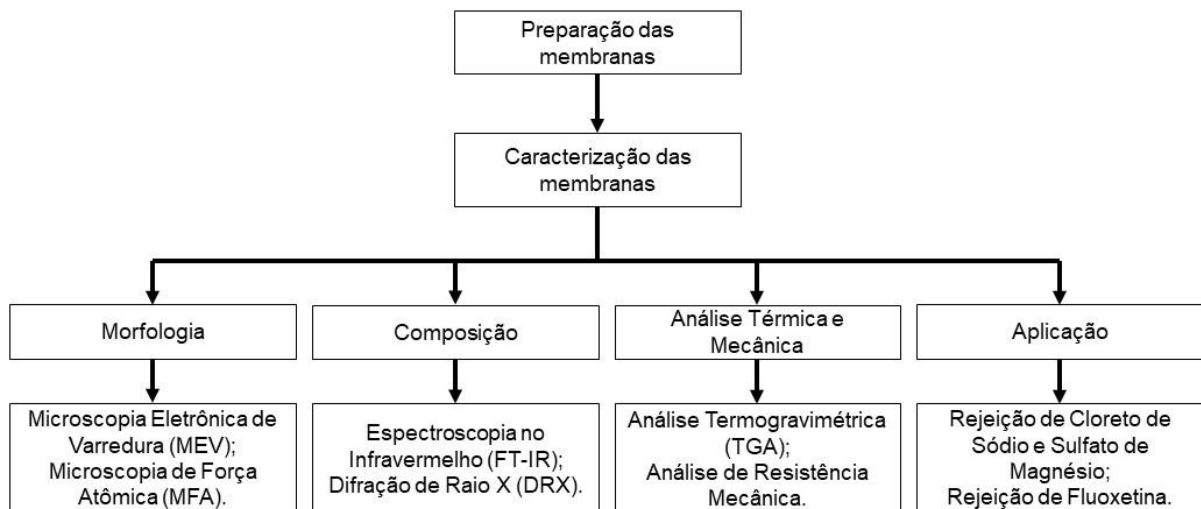 Preparação das
membranas
Caracterização das
membranas
Morfologia
Composição
Análise Térmica e
Mecânica
Aplicação
Microscopia Eletrônica de
Varredura (MEV);
Microscopia de Força
Atômica (MFA).
Espectroscopia no
Infravermelho (FT-IR);
Difração de Raio X (DRX).
Análise Termogravimétrica
(TGA);
Análise de Resistência
Mecânica.
Rejeição de Cloreto de
Sódio e Sulfato de
Magnésio;
Rejeição de Fluoxetina.